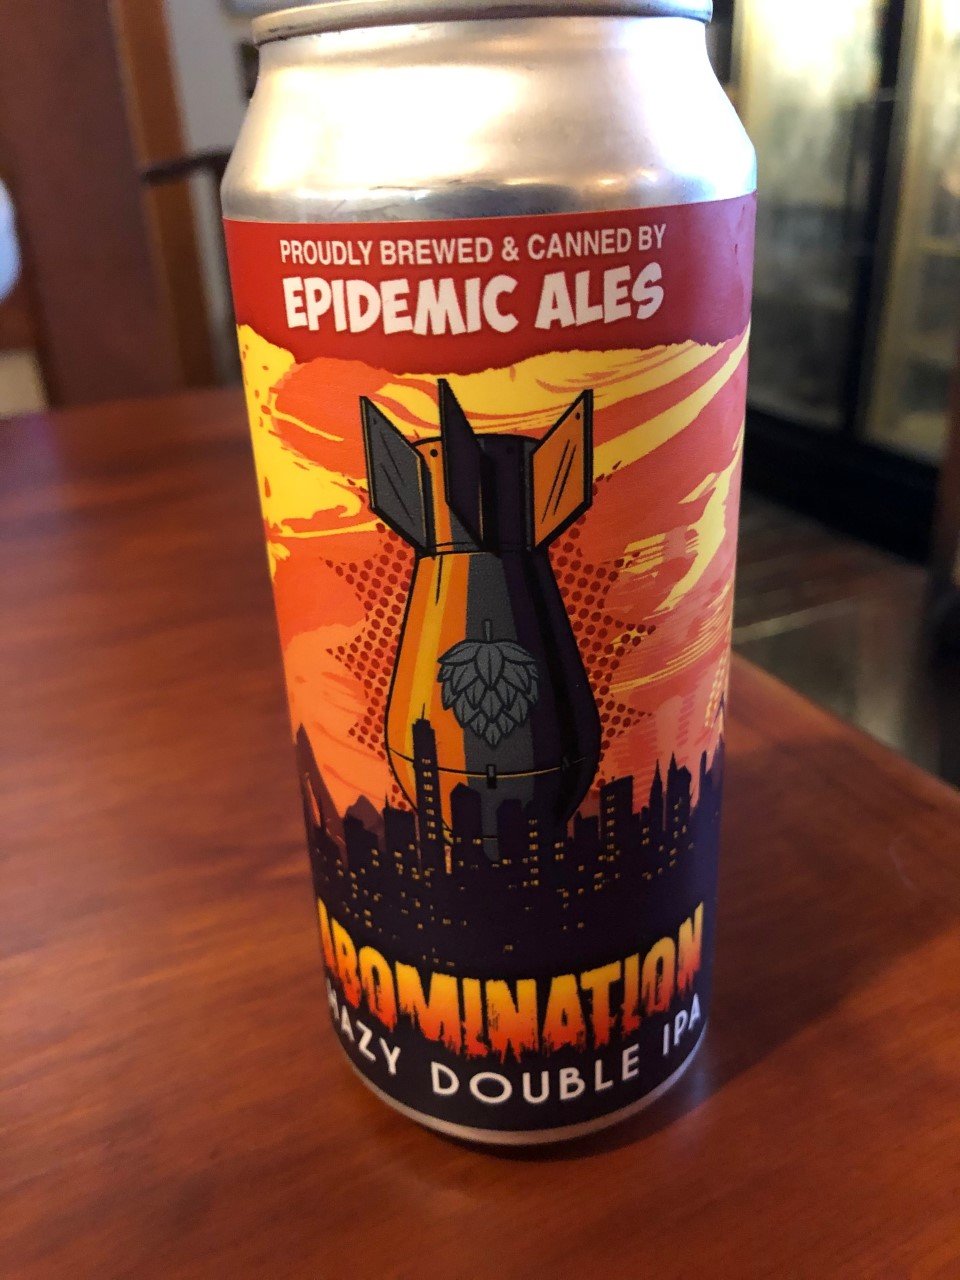 PROUDLY BREWED & CANNED BY
EPIDEMIC ALES
ABOMINATION
HAZY DOUBLE IPA